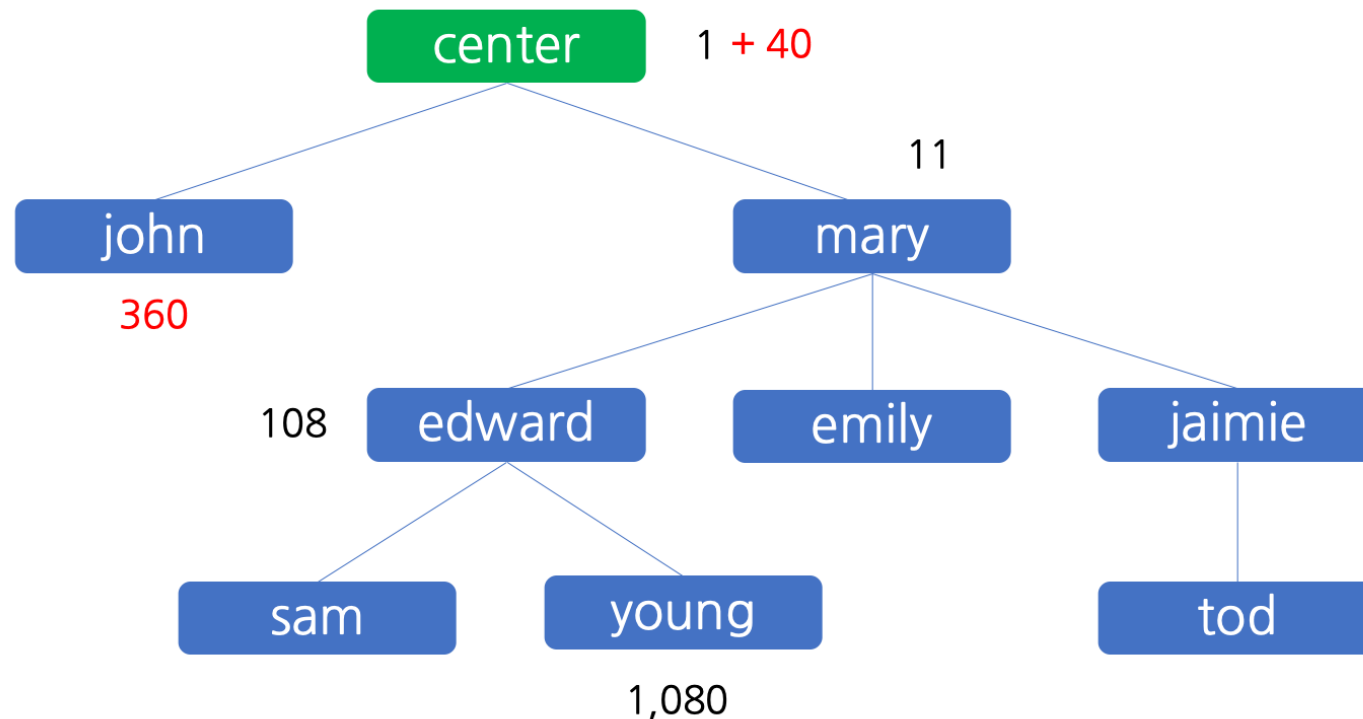 center
1 + 40
11
john
mary
360
108
edward
emily
jaimie
sam
young
tod
1,080